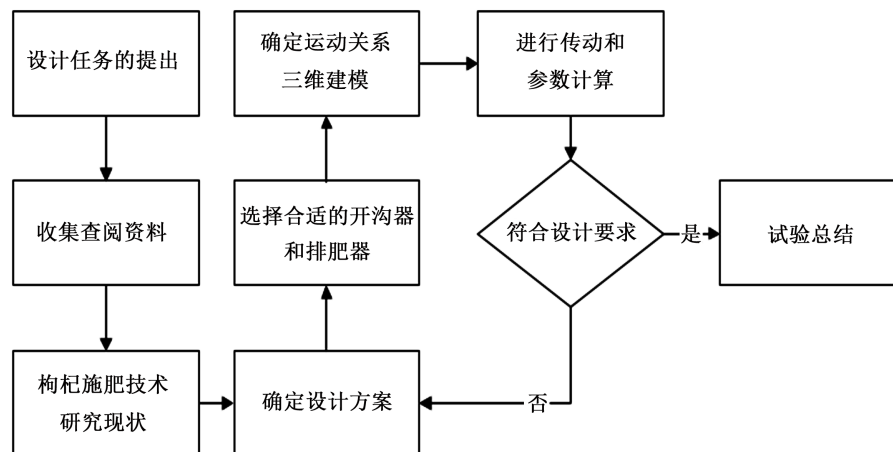 设计任务的提出
收集查阅资料
枸杞施肥技术
研究现状
确定设计方案
选择合适的开沟器
和排肥器
确定运动关系
三维建模
进行传动和
参数计算
符合设计要求
是
否
试验总结